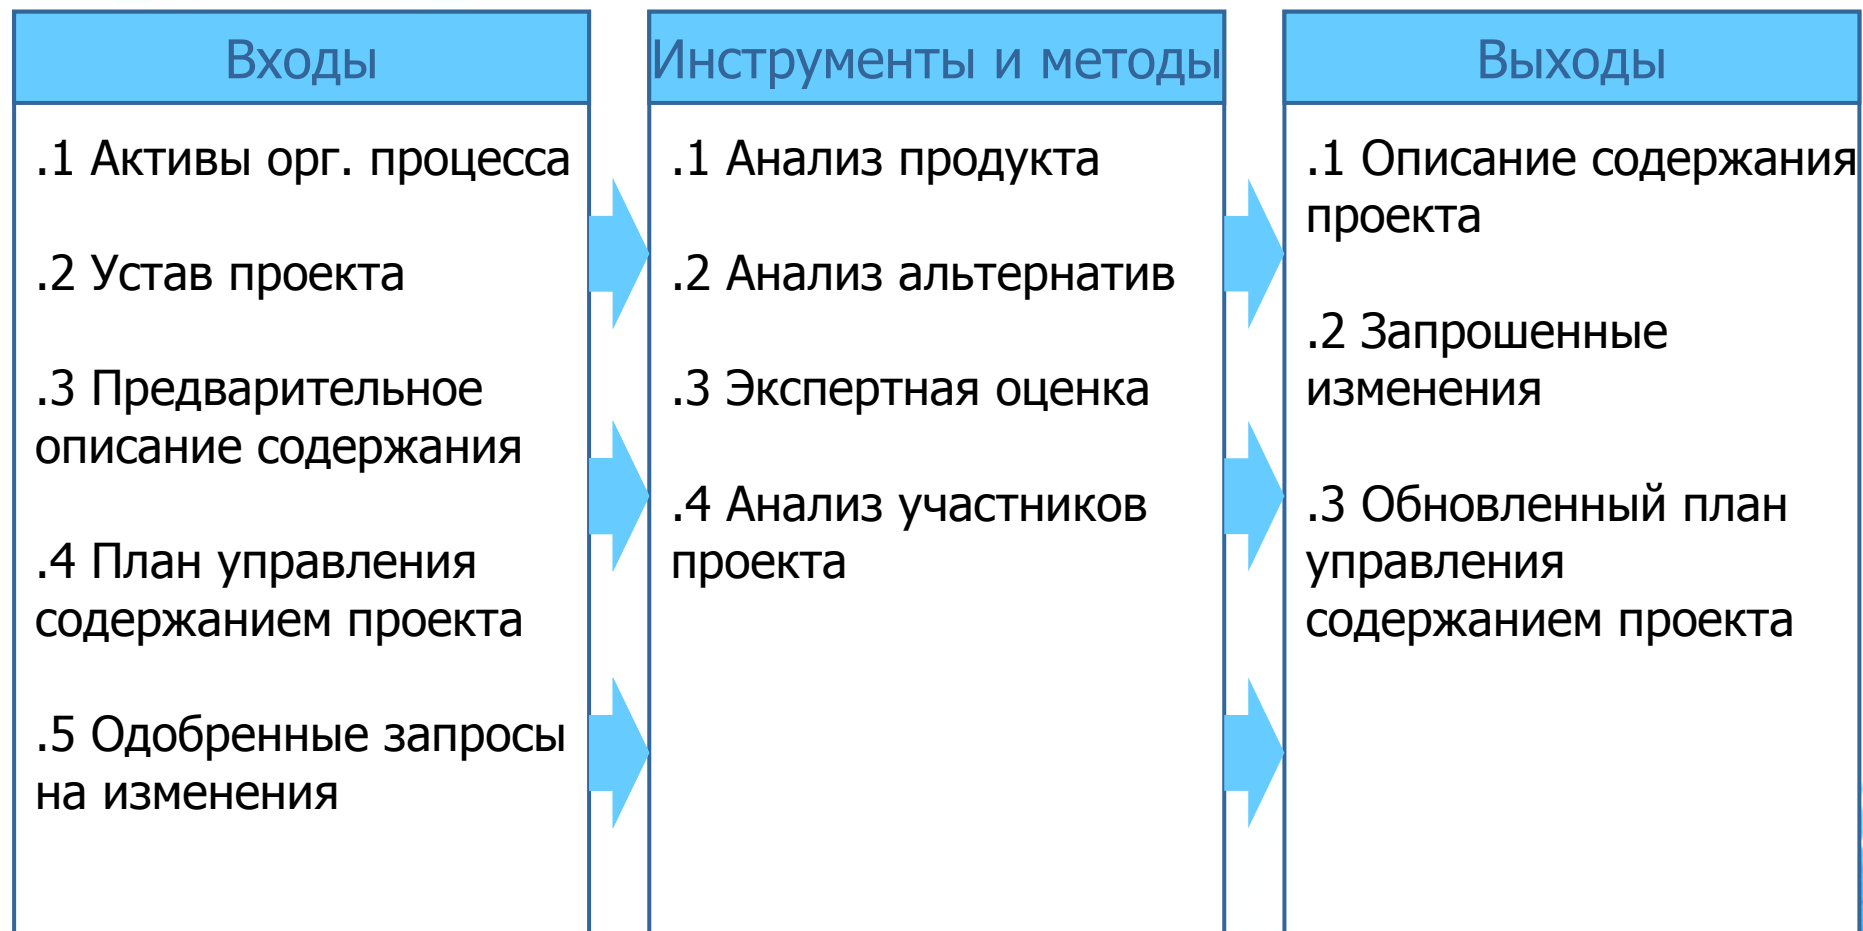 Входы
.1 Активы орг. процесса
.2 Устав проекта
.3 Предварительное
описание содержания
.4 План управления
содержанием проекта
.5 Одобренные запросы
на изменения
Инструменты и методы
.1 Анализ продукта
.2 Анализ альтернатив
.3 Экспертная оценка
.4 Анализ участников
проекта
Выходы
.1 Описание содержания
проекта
.2 Запрошенные
изменения
.3 Обновленный план
управления
содержанием проекта